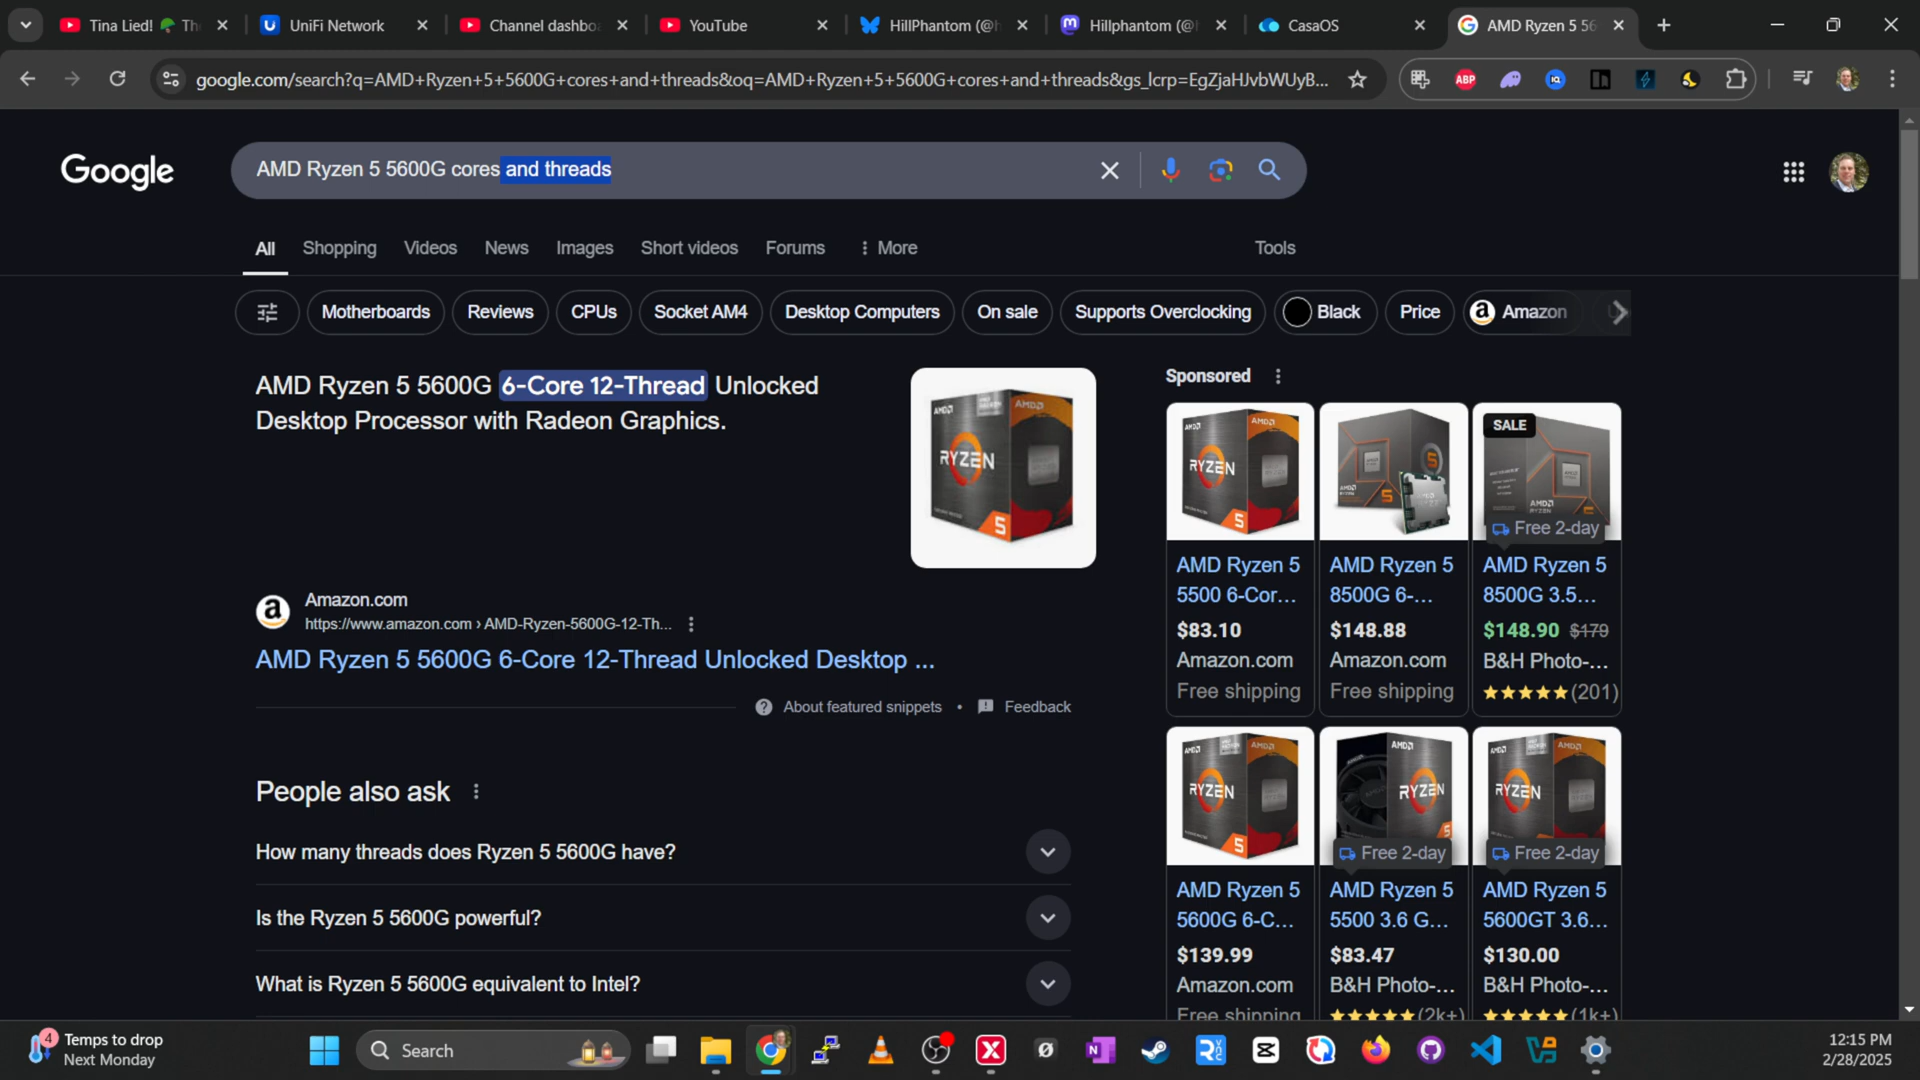 Tina Lied!
UniFi Network
Channel dashbo
YouTube
HillPhantom (@h
Hillphantom (@h
CasaOS
AMD Ryzen 5 56
google.com/search?q=AMD+Ryzen+5+5600G+cores+and+threads&oq=AMD+Ryzen+5+5600G+cores+and+threads&gs_lcrp=EgZjaHJvbWUyB...
ABP
Google
AMD Ryzen 5 5600G cores and threads
All
Shopping
Videos
News
Images
Short videos
Forums
More
Tools
Motherboards
Reviews
CPUs
Socket AM4
Desktop Computers
On sale
Supports Overclocking
Black
Price
Amazon
AMD Ryzen 5 5600G 6-Core 12-Thread Unlocked
Desktop Processor with Radeon Graphics.
AMD
RYZEN
5
Amazon.com
https://www.amazon.com › AMD-Ryzen-5600G-12-Th...
AMD Ryzen 5 5600G 6-Core 12-Thread Unlocked Desktop ...
About featured snippets
•
Feedback
People also ask
How many threads does Ryzen 5 5600G have?
Is the Ryzen 5 5600G powerful?
What is Ryzen 5 5600G equivalent to Intel?
Sponsored
AMD Ryzen 5
5500 6-Cor...
$83.10
Amazon.com
Free shipping
AMD Ryzen 5
8500G 6-...
$148.88
Amazon.com
Free shipping
SALE
Free 2-day
AMD Ryzen 5
8500G 3.5...
$148.90 $179
B&H Photo-...
(201)
AMD Ryzen 5
5600G 6-C...
$139.99
Amazon.com
Free shipping
Free 2-day
AMD Ryzen 5
5500 3.6 G...
$83.47
B&H Photo-...
(2k+)
Free 2-day
AMD Ryzen 5
5600GT 3.6...
$130.00
B&H Photo-...
(1k+)
4
Temps to drop
Next Monday
Search
12:15 PM
2/28/2025